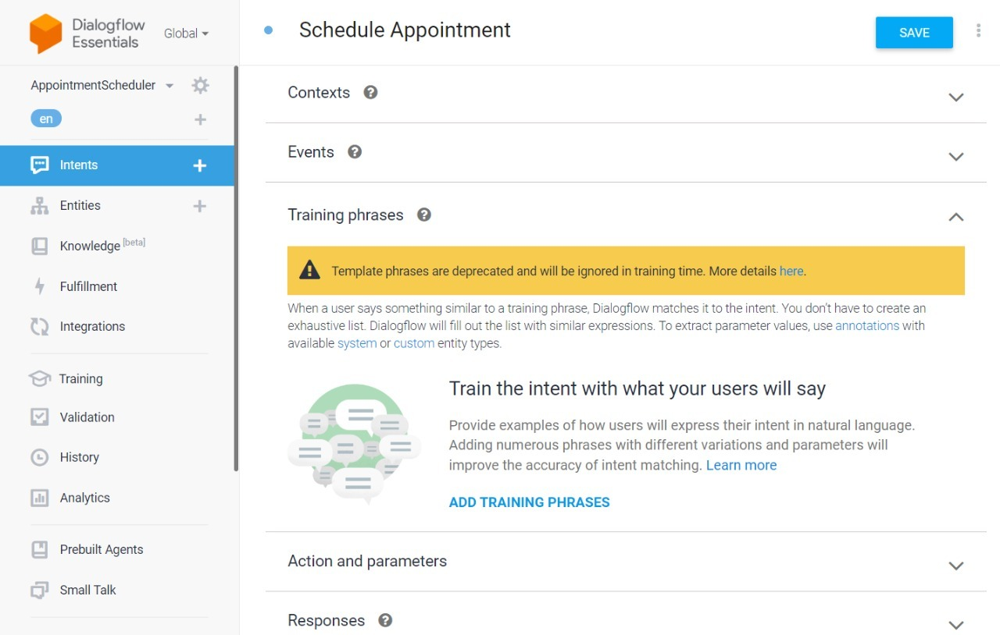 Dialogflow
Essentials
Global
Schedule Appointment
SAVE
AppointmentScheduler
en
Intents
Entities
Knowledge [beta]
Fulfillment
Integrations
Training
Validation
History
Analytics
Prebuilt Agents
Small Talk
Contexts
Events
Training phrases
Template phrases are deprecated and will be ignored in training time. More details here.
When a user says something similar to a training phrase, Dialogflow matches it to the intent. You don't have to create an
exhaustive list. Dialogflow will fill out the list with similar expressions. To extract parameter values, use annotations with
available system or custom entity types.
Train the intent with what your users will say
Provide examples of how users will express their intent in natural language.
Adding numerous phrases with different variations and parameters will
improve the accuracy of intent matching. Learn more
ADD TRAINING PHRASES
Action and parameters
Responses